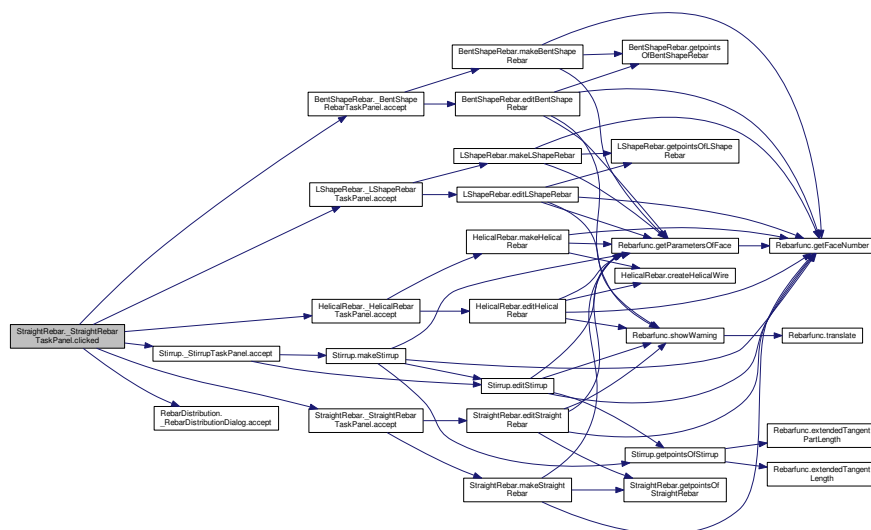 BentShapeRebar.makeBentShape
Rebar
BentShapeRebar.getpoints
OfBentShapeRebar
BentShapeRebar._BentShape
RebarTaskPanel.accept
BentShapeRebar.editBentShape
Rebar
LShapeRebar.makeLShapeRebar
LShapeRebar.getpointsOfLShape
Rebar
LShapeRebar._LShapeRebar
TaskPanel.accept
LShapeRebar.editLShapeRebar
HelicalRebar.makeHelical
Rebar
Rebarfunc.getParametersOfFace
Rebarfunc.getFaceNumber
HelicalRebar.createHelicalWire
HelicalRebar._HelicalRebar
TaskPanel.accept
HelicalRebar.editHelical
Rebar
StraightRebar._StraightRebar
TaskPanel.clicked
Rebarfunc.showWarning
Rebarfunc.translate
Stirrup._StirrupTaskPanel.accept
Stirrup.makeStirrup
Stirrup.editStirrup
RebarDistribution.
_RebarDistributionDialog.accept
StraightRebar._StraightRebar
TaskPanel.accept
StraightRebar.editStraight
Rebar
Rebarfunc.extendedTangent
PartLength
Stirrup.getpointsOfStirrup
Rebarfunc.extendedTangent
Length
StraightRebar.makeStraight
Rebar
StraightRebar.getpointsOf
StraightRebar